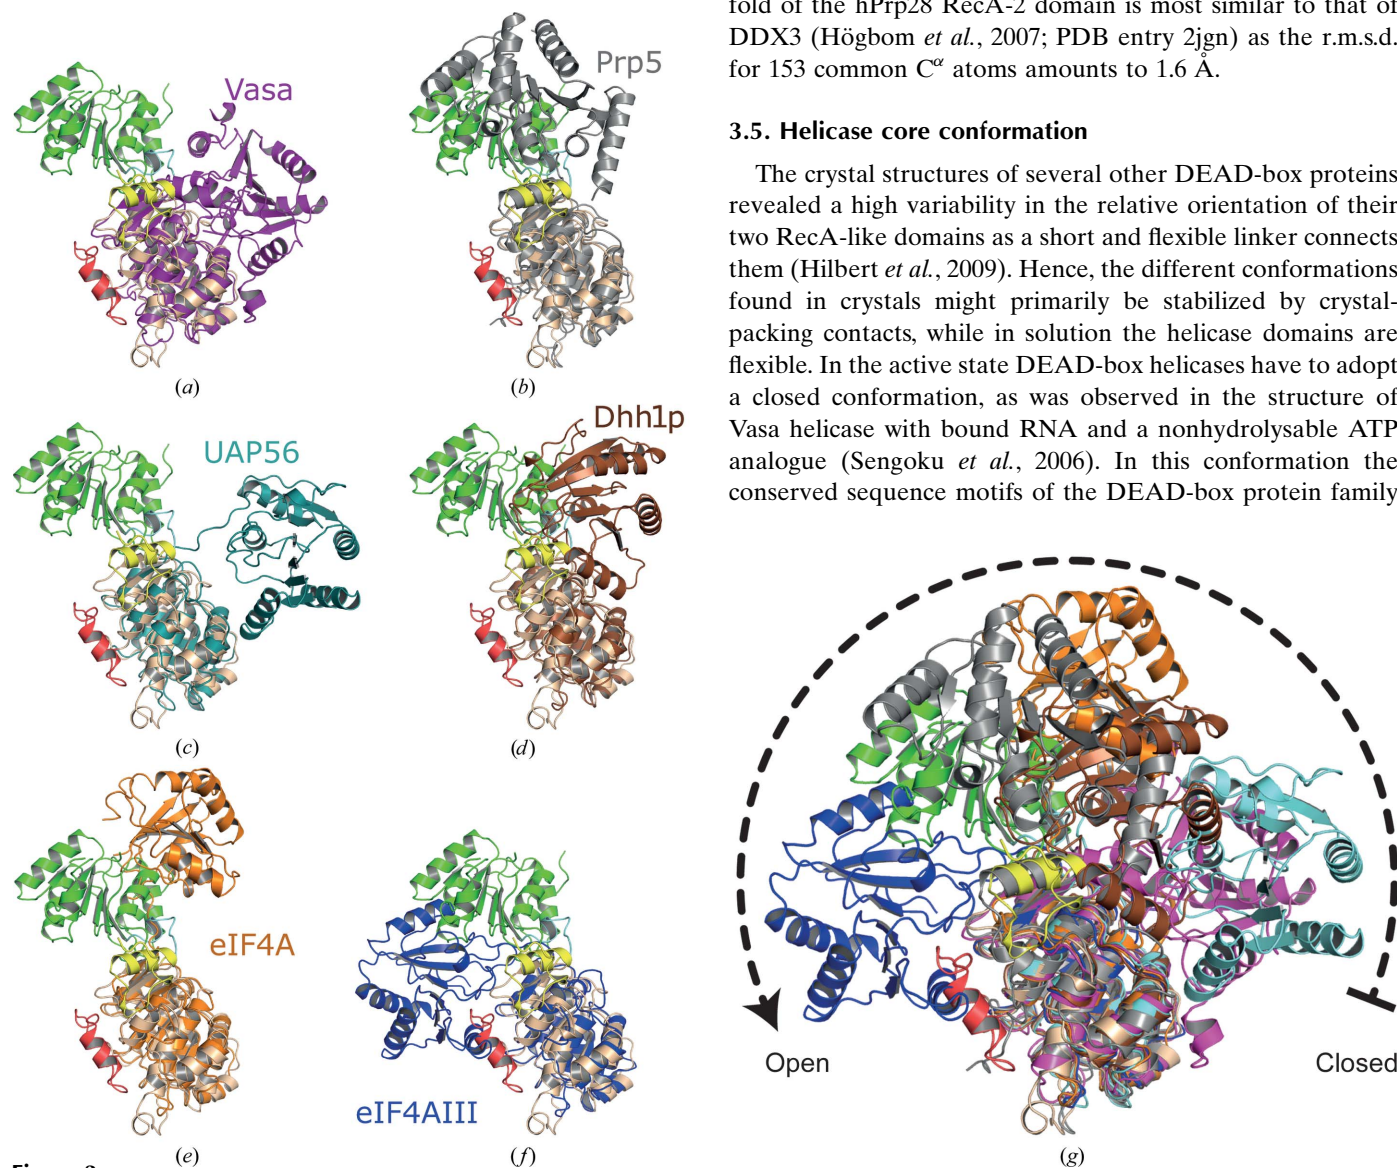 Vasa
Prp5
(a)
(b)
UAP56
Dhh1p
(c)
(d)
eIF4A
eIF4AIII
(e)
(f)
fold of the hPrp28 RecA-2 domain is most similar to that of
DDX3 (Högbom et al., 2007; PDB entry 2jgn) as the r.m.s.d.
for 153 common Cα atoms amounts to 1.6 Å.
3.5. Helicase core conformation
The crystal structures of several other DEAD-box proteins
revealed a high variability in the relative orientation of their
two RecA-like domains as a short and flexible linker connects
them (Hilbert et al., 2009). Hence, the different conformations
found in crystals might primarily be stabilized by crystal-
packing contacts, while in solution the helicase domains are
flexible. In the active state DEAD-box helicases have to adopt
a closed conformation, as was observed in the structure of
Vasa helicase with bound RNA and a nonhydrolysable ATP
analogue (Sengoku et al., 2006). In this conformation the
conserved sequence motifs of the DEAD-box protein family
Open
Closed
(g)